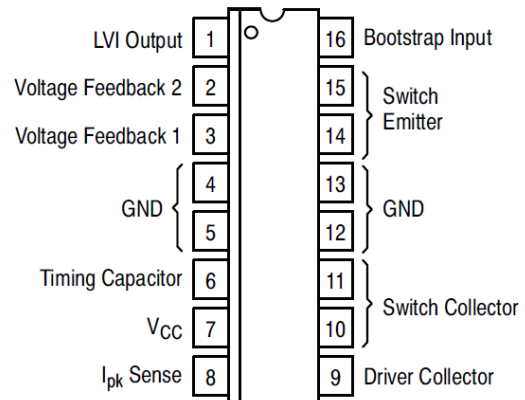 LVI Output 1 16 Bootstrap Input
Voltage Feedback 2 2 15 Switch
Emitter
Voltage Feedback 1 3 14
4 13
GND GND
5 12
Timing Capacitor 6 11
Switch Collector
VCC 7 10
Ipk Sense 8 9 Driver Collector